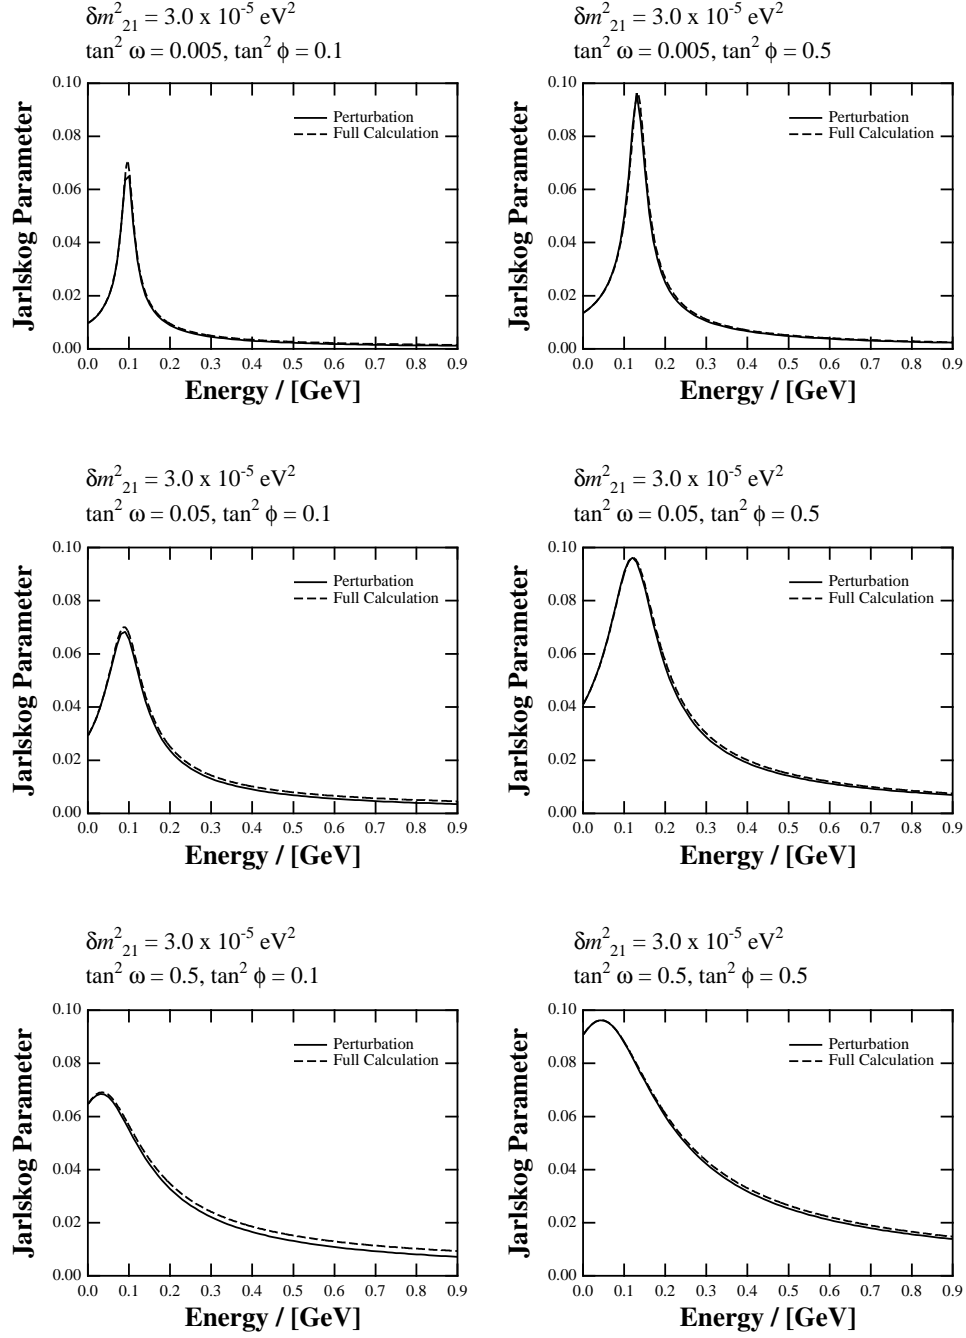 δm²₂₁ = 3.0 x 10⁻⁵ eV²
tan² ω = 0.005, tan² ϕ = 0.1
0.10
0.08
0.06
0.04
0.02
0.00
Jarlskog Parameter
Perturbation
Full Calculation
0.0 0.1 0.2 0.3 0.4 0.5 0.6 0.7 0.8 0.9
Energy / [GeV]
δm²₂₁ = 3.0 x 10⁻⁵ eV²
tan² ω = 0.005, tan² ϕ = 0.5
0.10
0.08
0.06
0.04
0.02
0.00
Jarlskog Parameter
Perturbation
Full Calculation
0.0 0.1 0.2 0.3 0.4 0.5 0.6 0.7 0.8 0.9
Energy / [GeV]
δm²₂₁ = 3.0 x 10⁻⁵ eV²
tan² ω = 0.05, tan² ϕ = 0.1
0.10
0.08
0.06
0.04
0.02
0.00
Jarlskog Parameter
Perturbation
Full Calculation
0.0 0.1 0.2 0.3 0.4 0.5 0.6 0.7 0.8 0.9
Energy / [GeV]
δm²₂₁ = 3.0 x 10⁻⁵ eV²
tan² ω = 0.05, tan² ϕ = 0.5
0.10
0.08
0.06
0.04
0.02
0.00
Jarlskog Parameter
Perturbation
Full Calculation
0.0 0.1 0.2 0.3 0.4 0.5 0.6 0.7 0.8 0.9
Energy / [GeV]
δm²₂₁ = 3.0 x 10⁻⁵ eV²
tan² ω = 0.5, tan² ϕ = 0.1
0.10
0.08
0.06
0.04
0.02
0.00
Jarlskog Parameter
Perturbation
Full Calculation
0.0 0.1 0.2 0.3 0.4 0.5 0.6 0.7 0.8 0.9
Energy / [GeV]
δm²₂₁ = 3.0 x 10⁻⁵ eV²
tan² ω = 0.5, tan² ϕ = 0.5
0.10
0.08
0.06
0.04
0.02
0.00
Jarlskog Parameter
Perturbation
Full Calculation
0.0 0.1 0.2 0.3 0.4 0.5 0.6 0.7 0.8 0.9
Energy / [GeV]